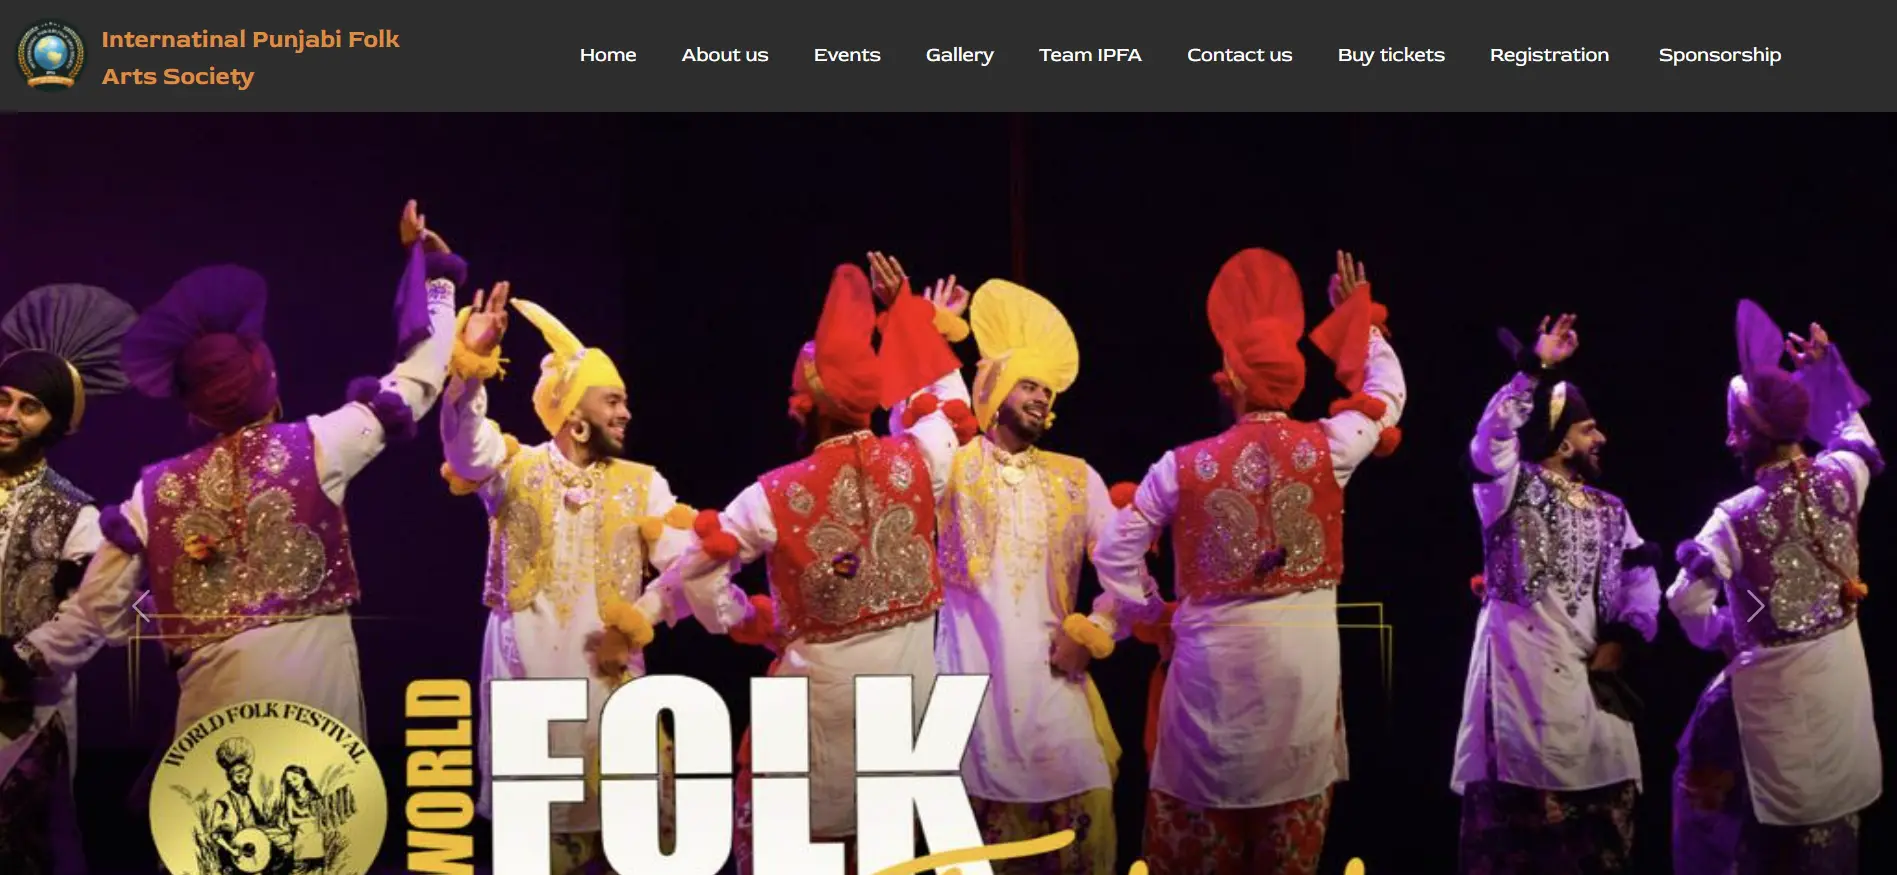 Internatinal Punjabi Folk
Arts Society
Home About us Events Gallery Team IPFA Contact us Buy tickets Registration Sponsorship
WORLD FOLK FESTIVAL
WORLD
FOLK